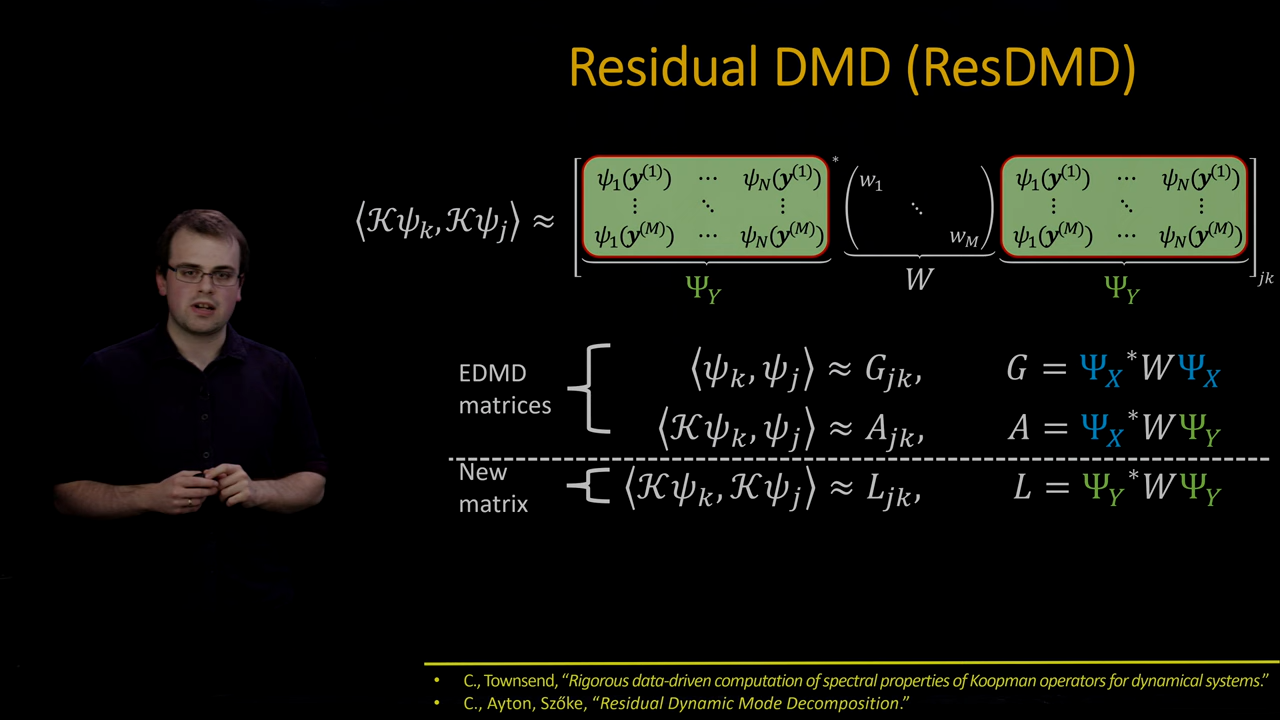 Residual DMD (ResDMD)
⟨𝒦ψ_k, 𝒦ψ_j⟩ ≈ [ ( ψ_1(y^(1)) ⋯ ψ_N(y^(1)) ; ⋮ ⋱ ⋮ ; ψ_1(y^(M)) ⋯ ψ_N(y^(M)) )^* ( w_1 ⋱ w_M ) ( ψ_1(y^(1)) ⋯ ψ_N(y^(1)) ; ⋮ ⋱ ⋮ ; ψ_1(y^(M)) ⋯ ψ_N(y^(M)) ) ]_jk
Ψ_Y W Ψ_Y
EDMD
matrices
⟨ψ_k, ψ_j⟩ ≈ G_jk, G = Ψ_X^* W Ψ_X
⟨𝒦ψ_k, ψ_j⟩ ≈ A_jk, A = Ψ_X^* W Ψ_Y
New
matrix
⟨𝒦ψ_k, 𝒦ψ_j⟩ ≈ L_jk, L = Ψ_Y^* W Ψ_Y
• C., Townsend, “Rigorous data-driven computation of spectral properties of Koopman operators for dynamical systems.”
• C., Ayton, Szőke, “Residual Dynamic Mode Decomposition.”